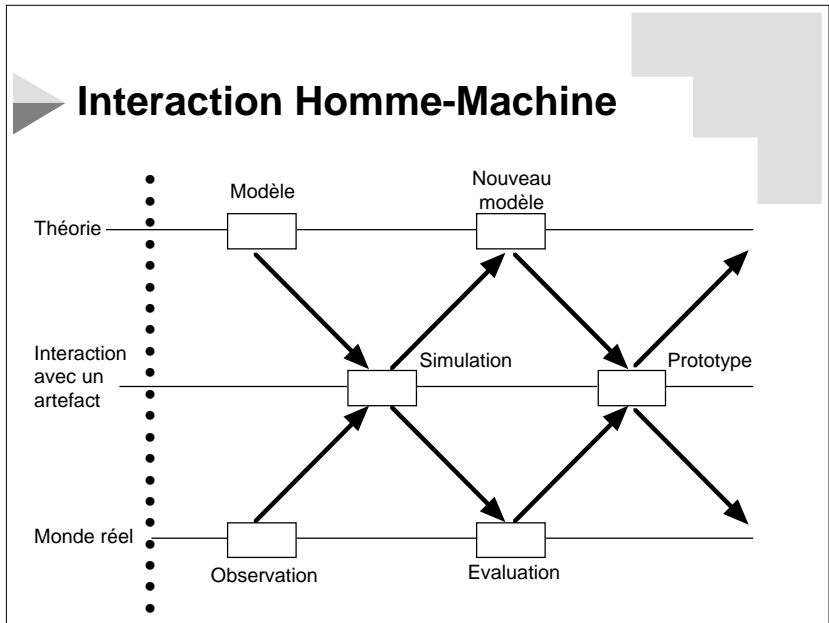 Interaction Homme-Machine
Modèle
Nouveau
modèle
Théorie
Interaction
avec un
artefact
Simulation
Prototype
Monde réel
Observation
Evaluation